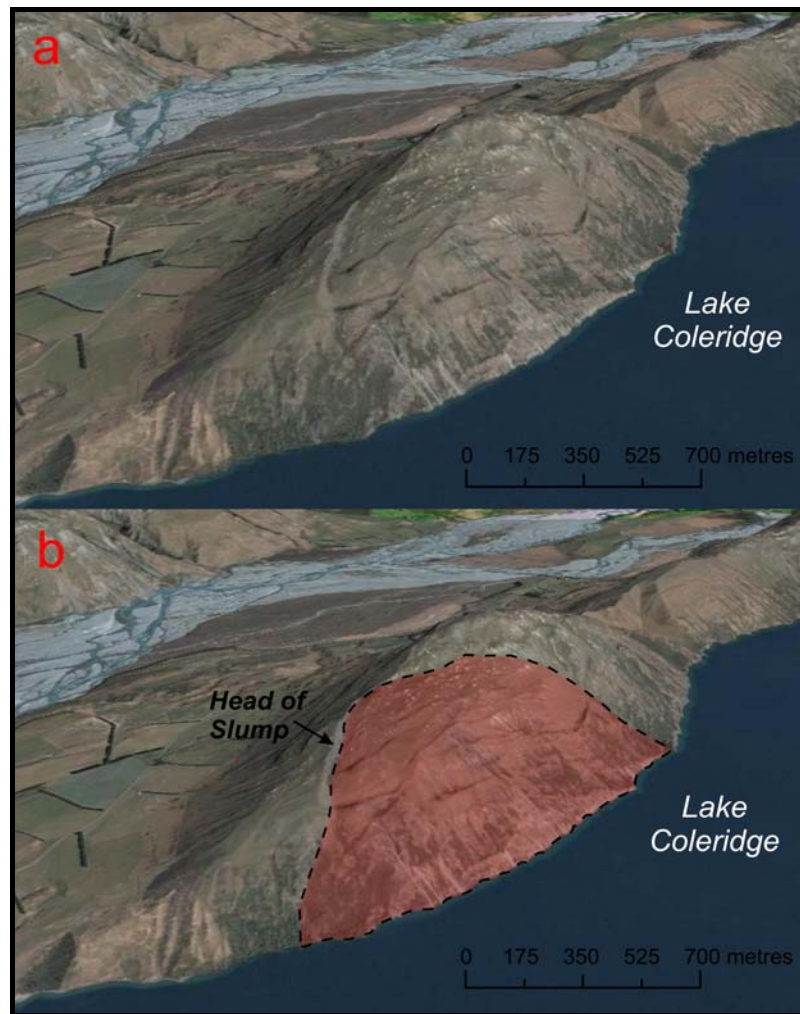 a
Lake
Coleridge
0 175 350 525 700 metres
b
Head of
Slump
Lake
Coleridge
0 175 350 525 700 metres